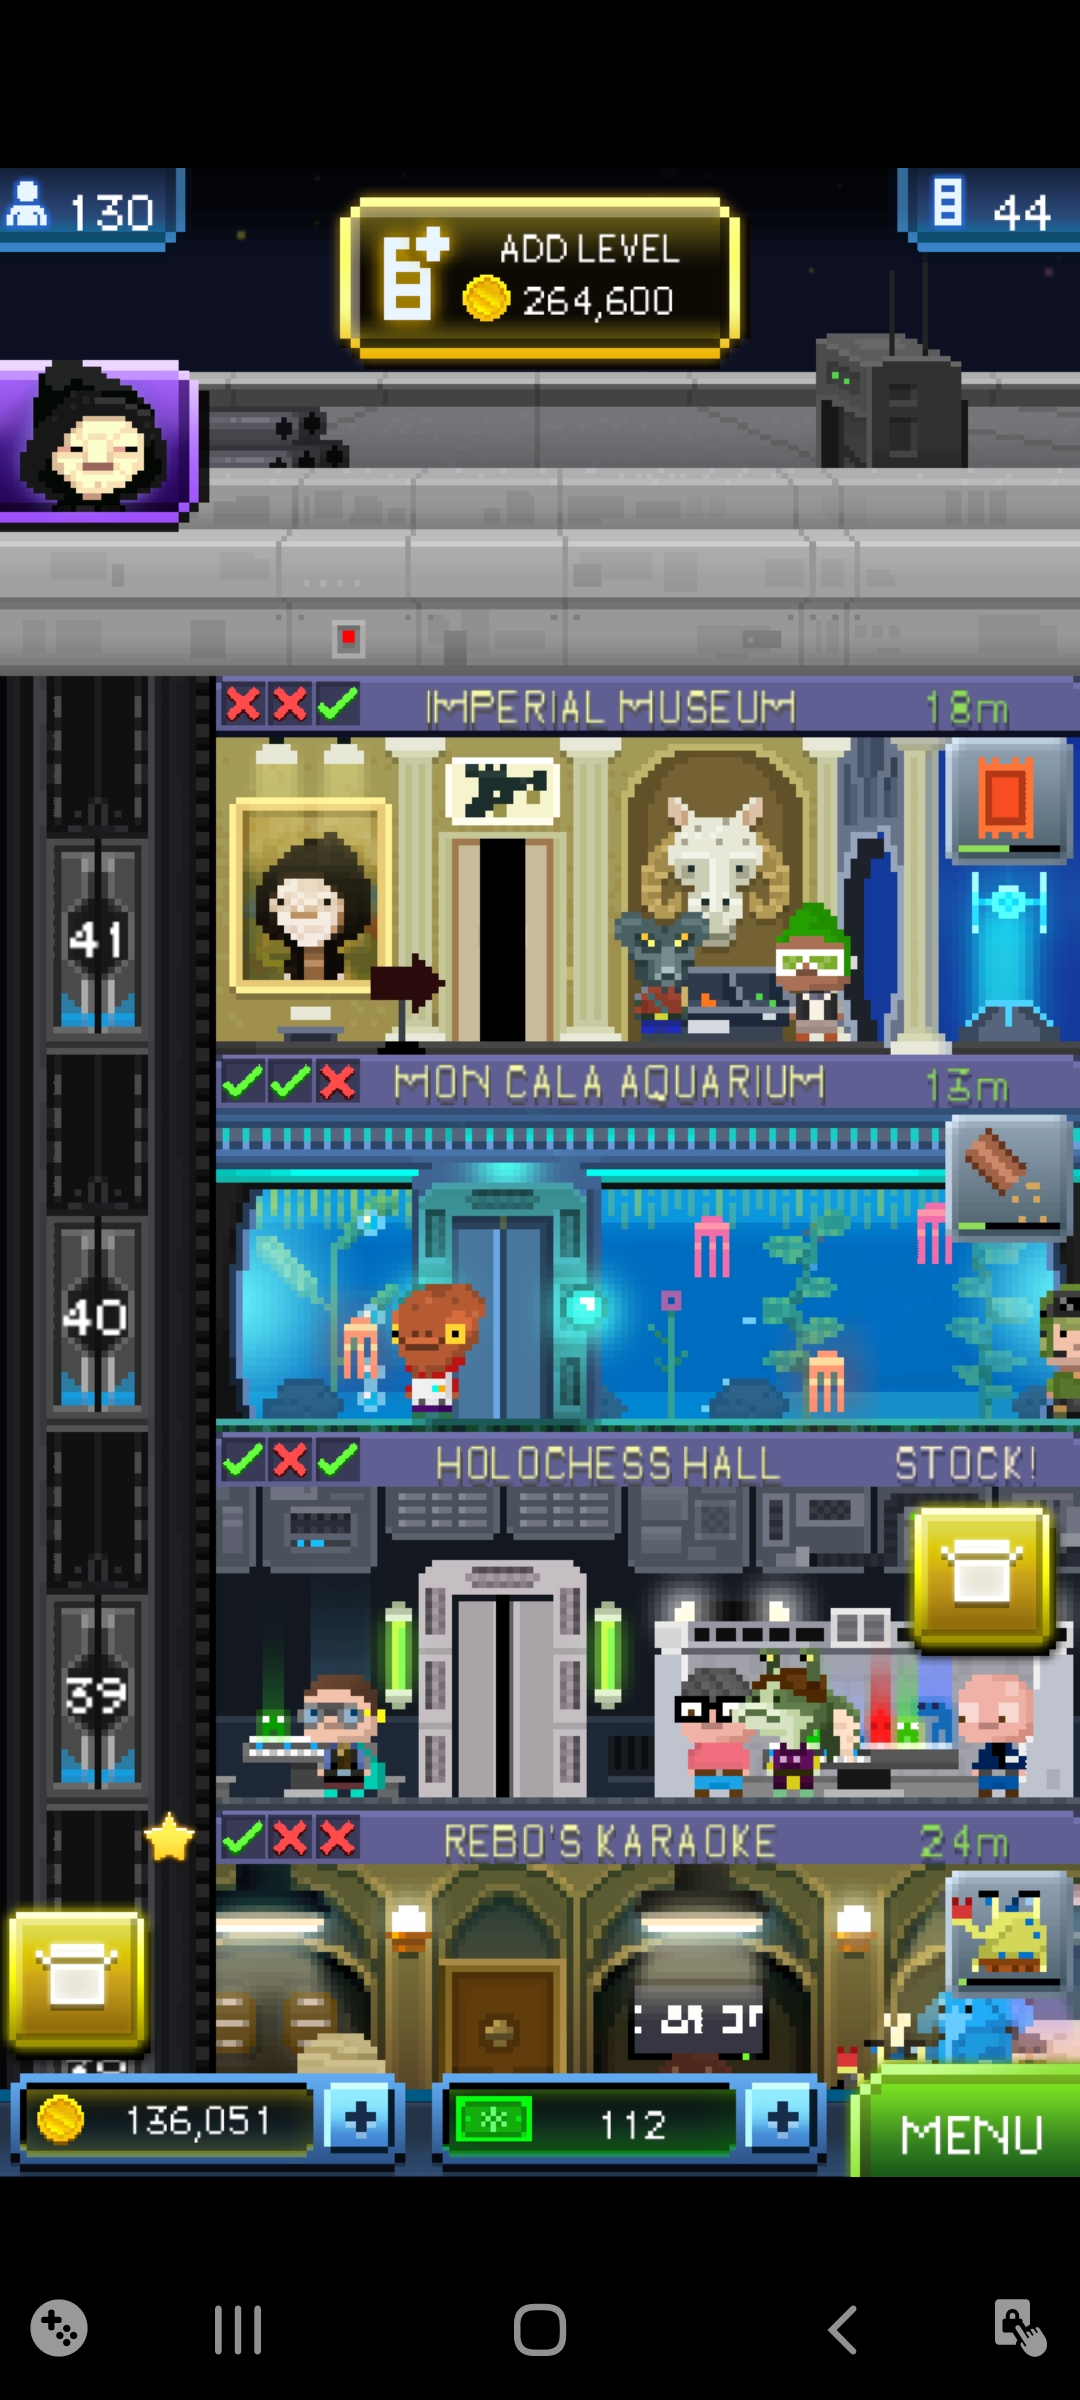 130
ADD LEVEL
264,600
44
IMPERIAL MUSEUM
18m
41
MON CALA AQUARIUM
13m
40
HOLOCHESS HALL
STOCK!
39
REBO'S KARAOKE
24m
136,051
112
MENU